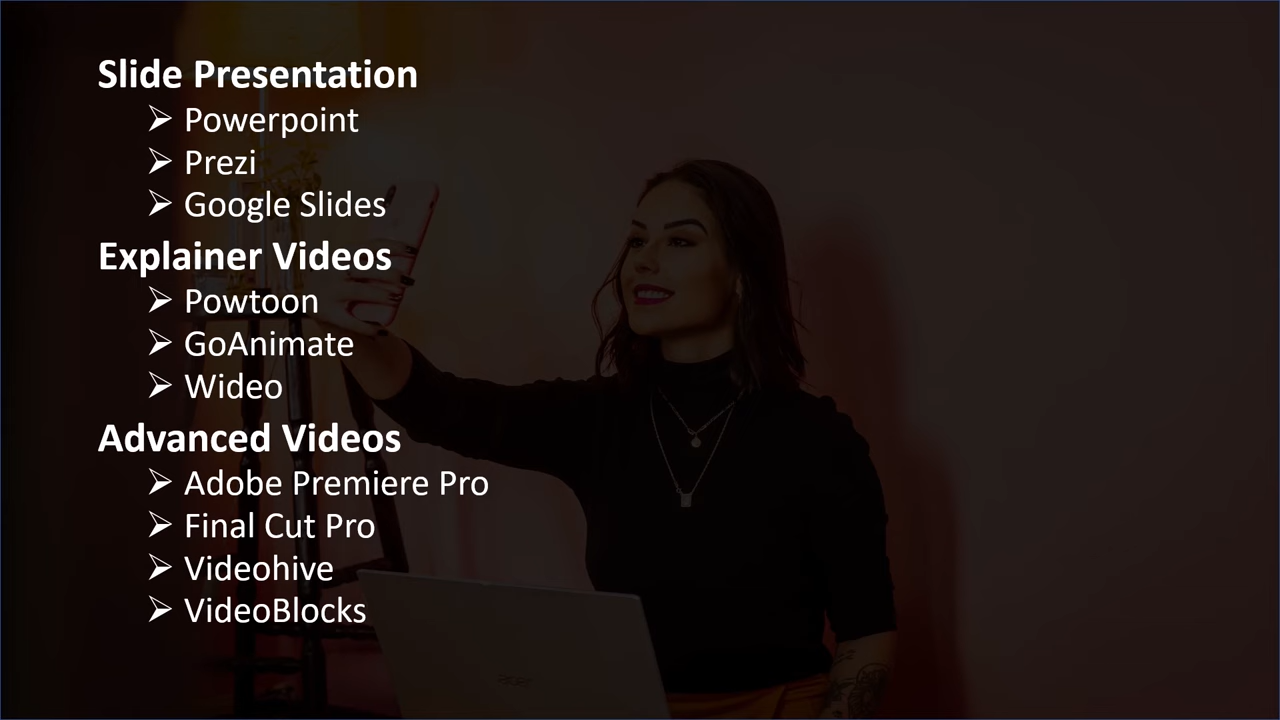 Slide Presentation
➢ Powerpoint
➢ Prezi
➢ Google Slides
Explainer Videos
➢ Powtoon
➢ GoAnimate
➢ Wideo
Advanced Videos
➢ Adobe Premiere Pro
➢ Final Cut Pro
➢ Videohive
➢ VideoBlocks